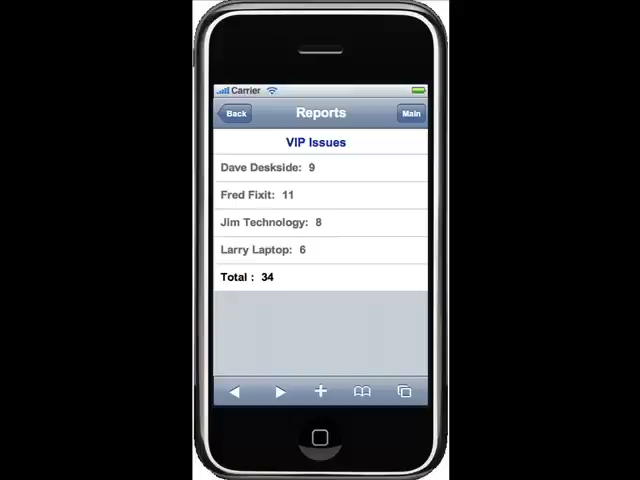 Carrier
Back Reports Main
VIP Issues
Dave Deskside: 9
Fred Fixit: 11
Jim Technology: 8
Larry Laptop: 6
Total : 34